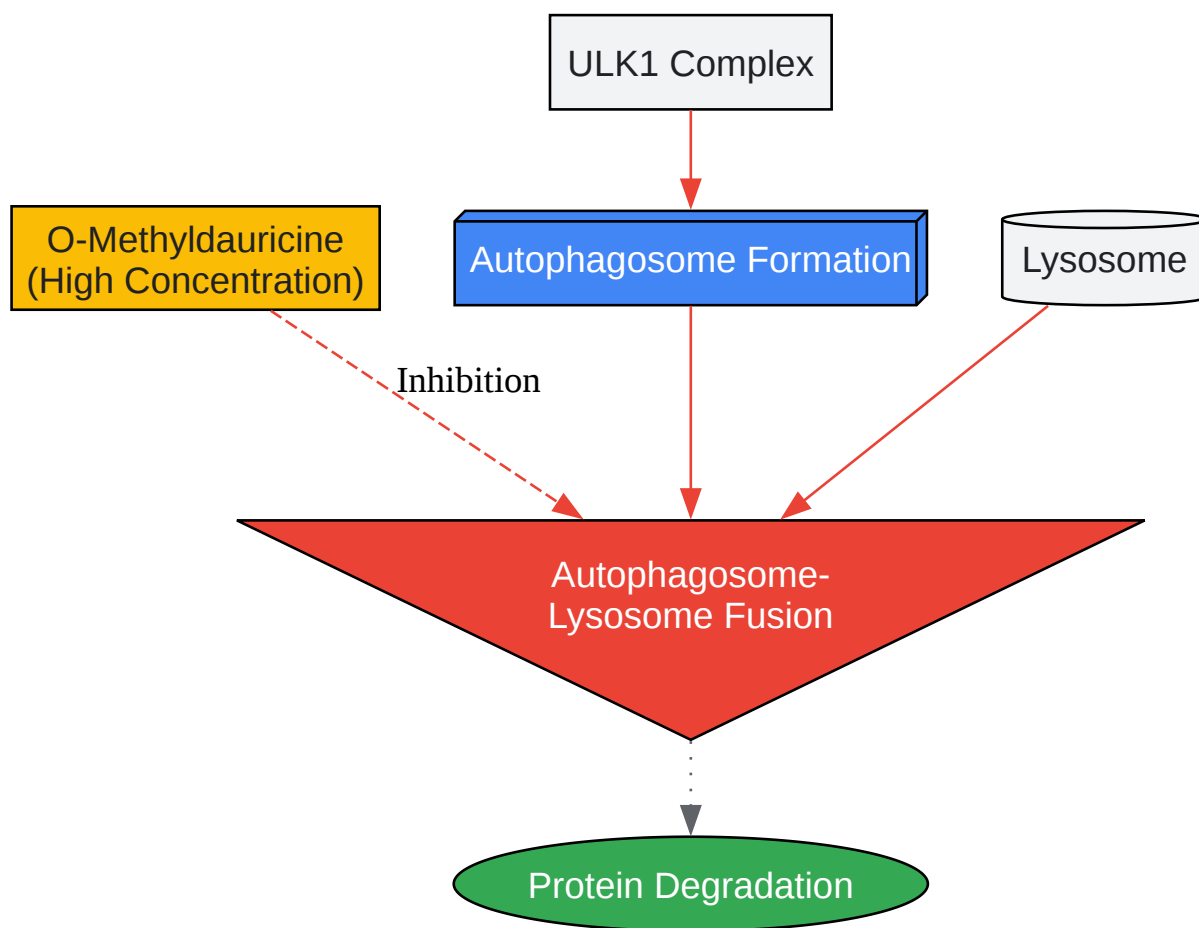 ULK1 Complex
O-Methyldauricine
(High Concentration)
Autophagosome Formation
Lysosome
Inhibition
Autophagosome-
Lysosome Fusion
Protein Degradation